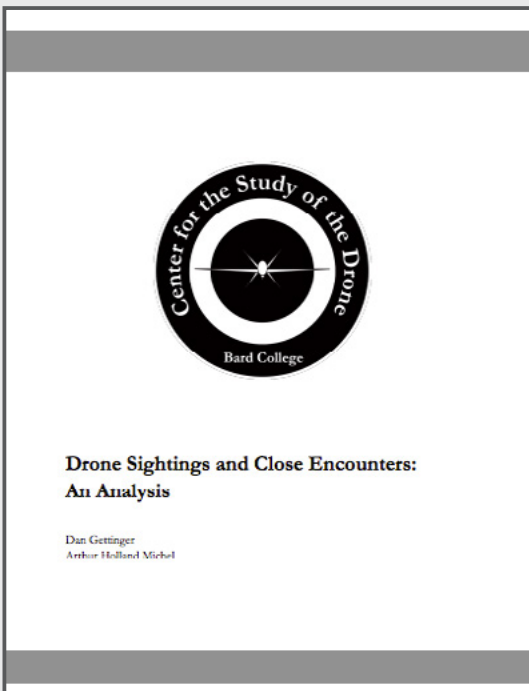 Center for the Study of the Drone
Bard College
Drone Sightings and Close Encounters:
An Analysis
Dan Gettinger
Arthur Holland Michel